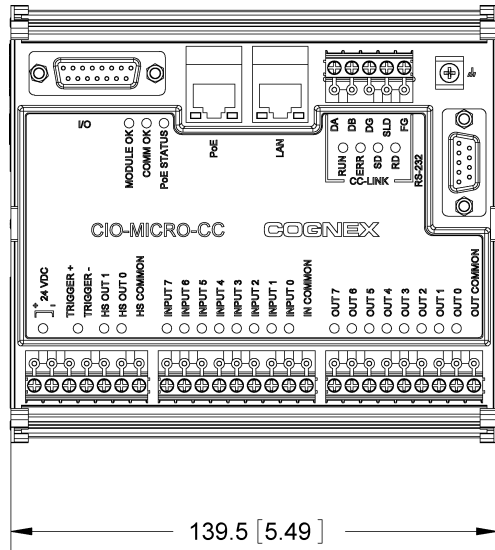 I/O
MODULE OK
COMM OK
PoE STATUS
PoE
LAN
DA
DB
DG
SLD
FG
RUN
ERR
SD
RD
CC-LINK
RS-232
CIO-MICRO-CC
COGNEX
+
-
24 VDC
TRIGGER +
TRIGGER -
HS OUT 1
HS OUT 0
HS COMMON
INPUT 7
INPUT 6
INPUT 5
INPUT 4
INPUT 3
INPUT 2
INPUT 1
INPUT 0
IN COMMON
OUT 7
OUT 6
OUT 5
OUT 4
OUT 3
OUT 2
OUT 1
OUT 0
OUT COMMON
139.5 [5.49]